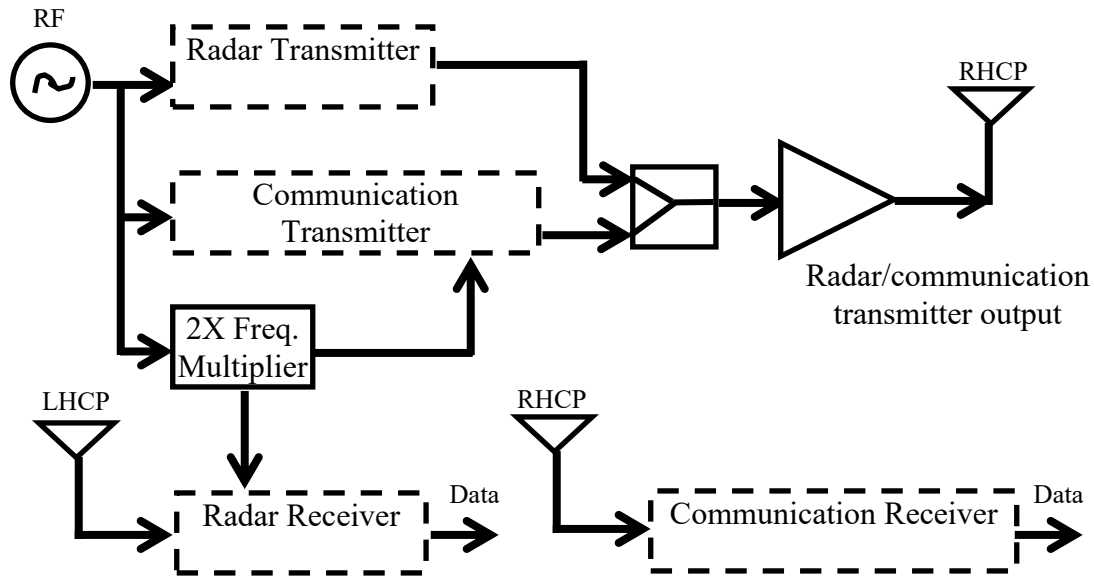 RF
Radar Transmitter
RHCP
Communication
Transmitter
Radar/communication
transmitter output
2X Freq.
Multiplier
LHCP
RHCP
Radar Receiver
Data
Communication Receiver
Data